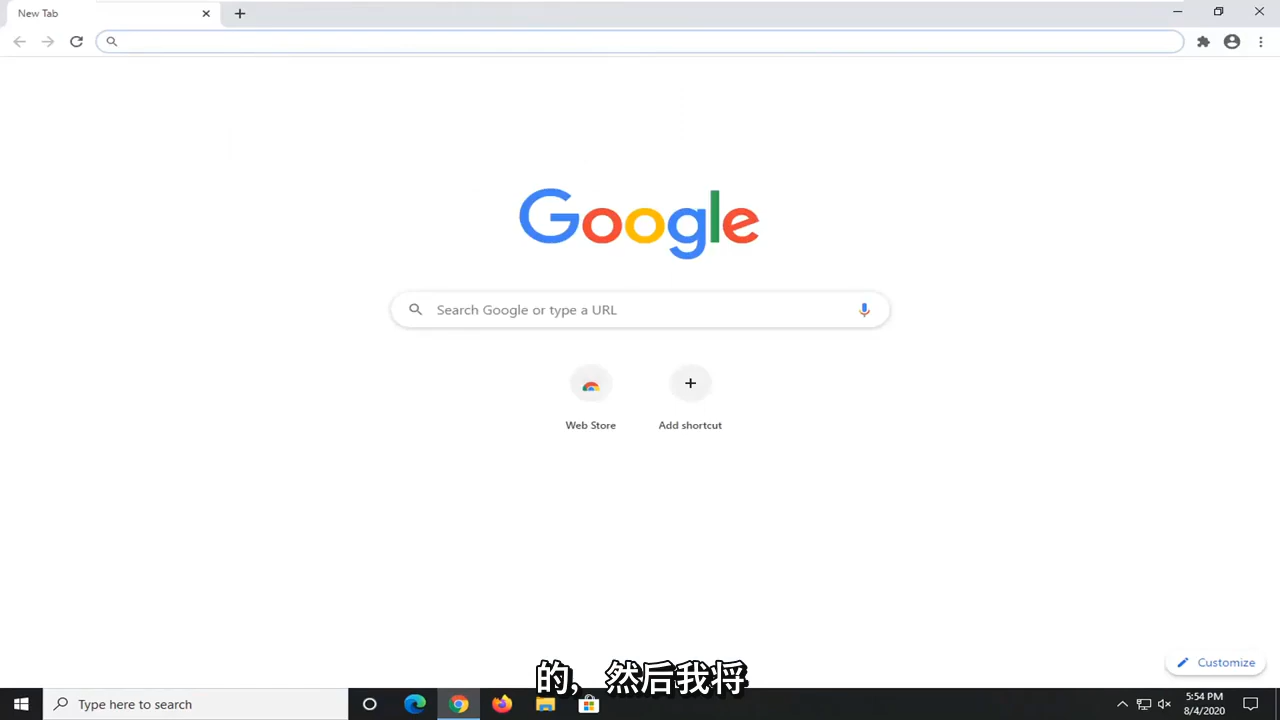 New Tab
Google
Search Google or type a URL
Web Store
Add shortcut
Customize
的，然后我将
Type here to search
5:54 PM
8/4/2020